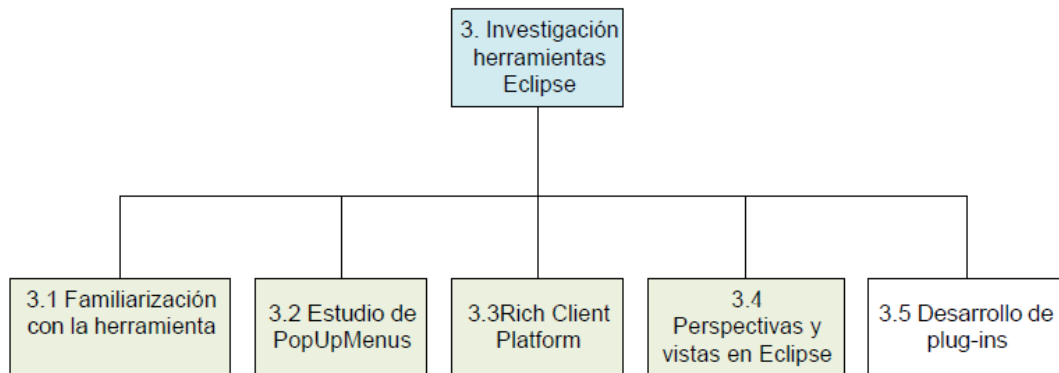 3. Investigación
herramientas
Eclipse
3.1 Familiarización
con la herramienta
3.2 Estudio de
PopUpMenus
3.3Rich Client
Platform
3.4
Perspectivas y
vistas en Eclipse
3.5 Desarrollo de
plug-ins